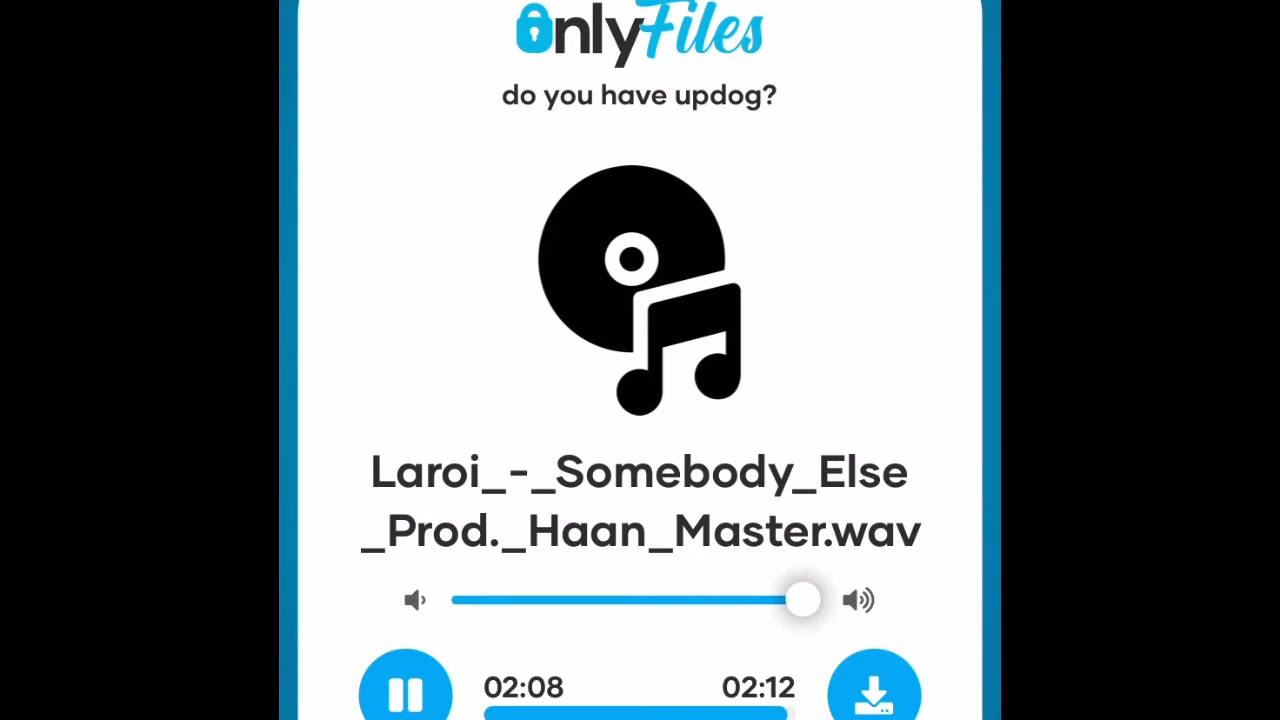 OnlyFiles
do you have updog?
Laroi_-_Somebody_Else
_Prod._Haan_Master.wav
02:08 02:12